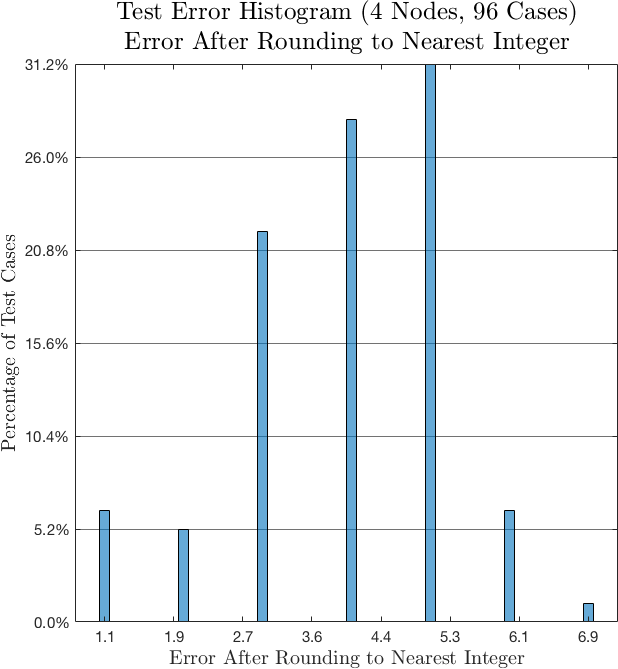 Test Error Histogram (4 Nodes, 96 Cases)
Error After Rounding to Nearest Integer
31.2%
26.0%
20.8%
15.6%
10.4%
5.2%
0.0%
Percentage of Test Cases
1.1 1.9 2.7 3.6 4.4 5.3 6.1 6.9
Error After Rounding to Nearest Integer